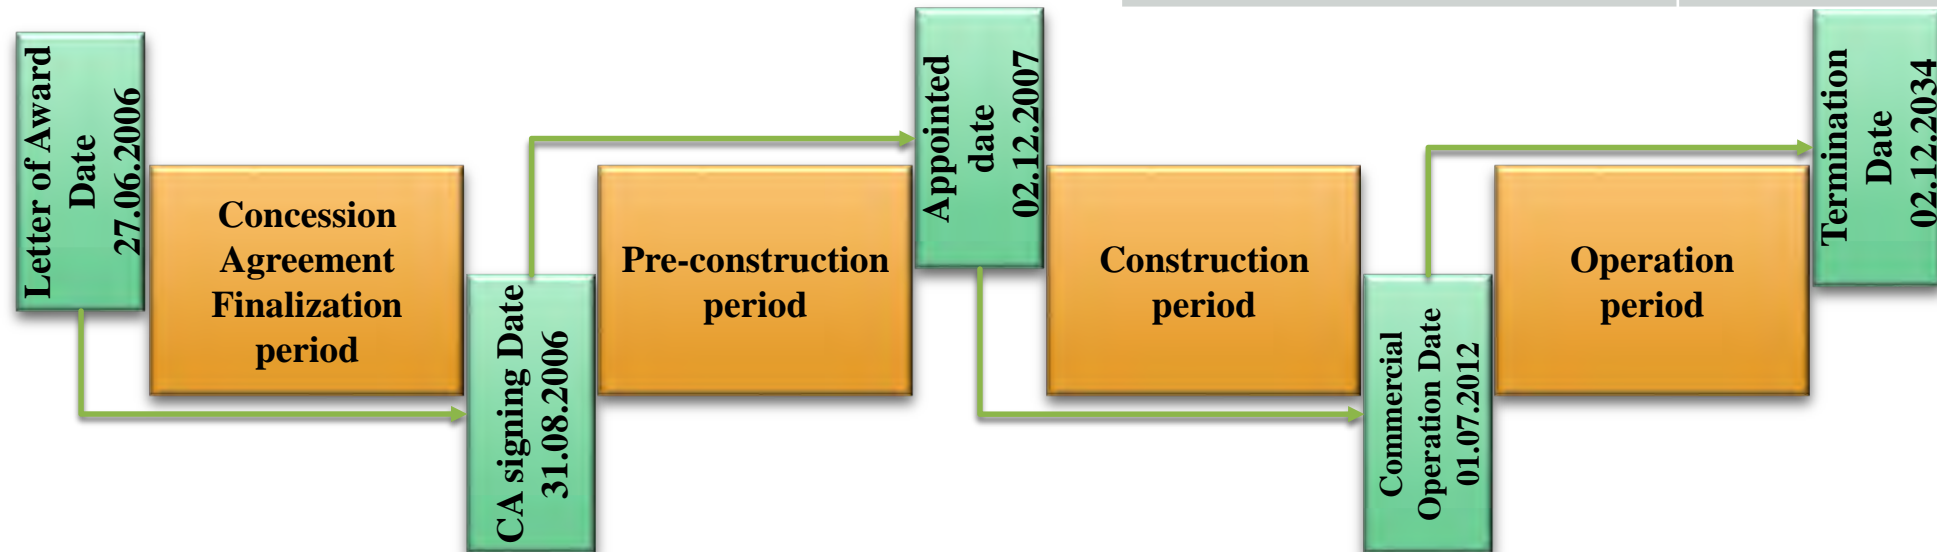 Letter of Award
Date
27.06.2006
Concession
Agreement
Finalization
period
CA signing Date
31.08.2006
Pre-construction
period
Appointed
date
02.12.2007
Construction
period
Commercial
Operation Date
01.07.2012
Operation
period
Termination
Date
02.12.2034